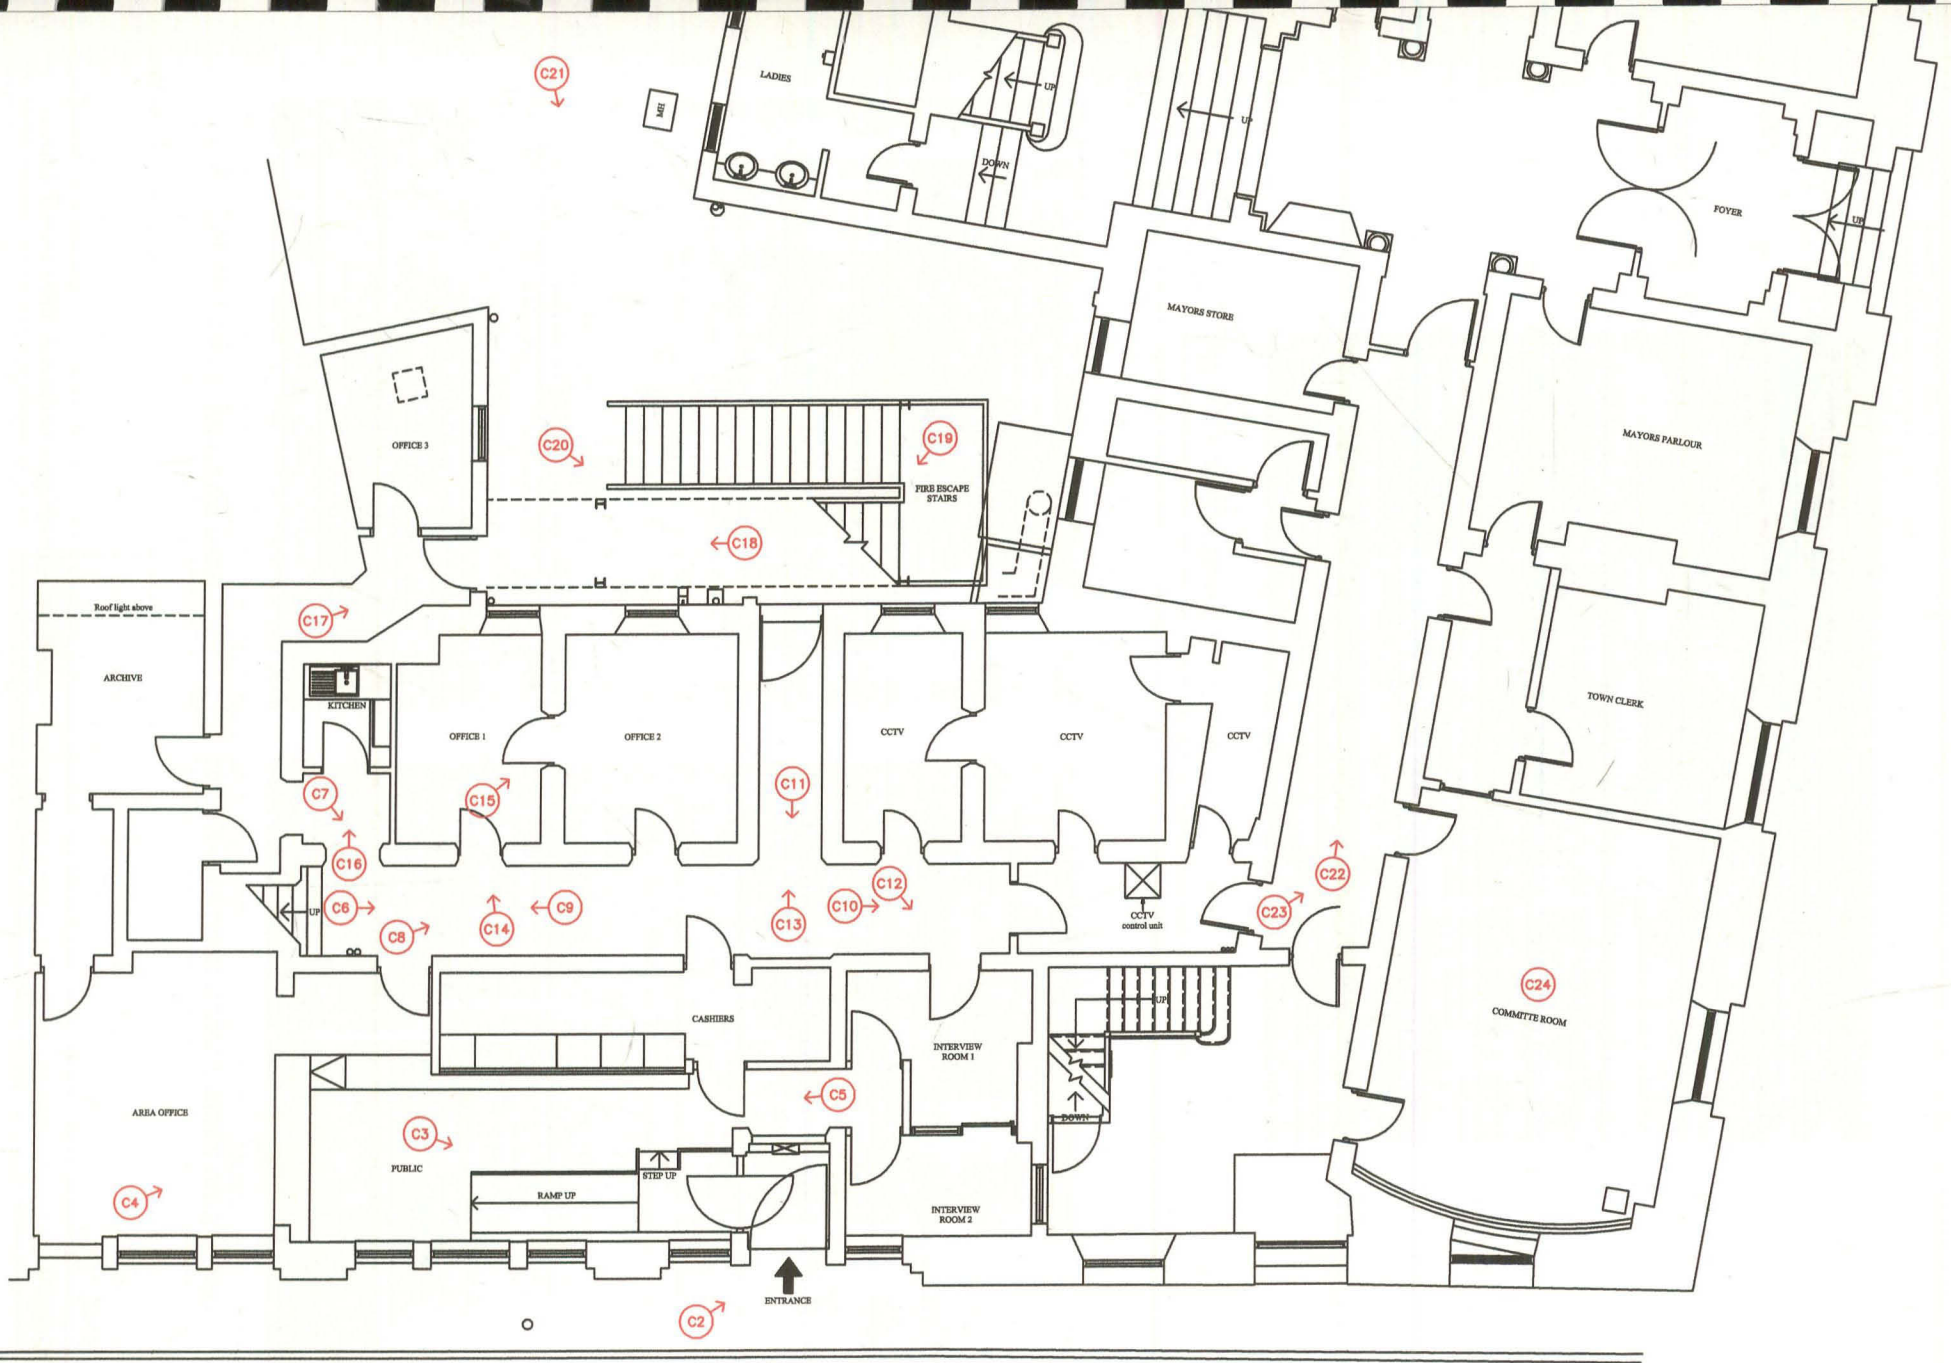 C21
MH
LADIES
UP
DOWN
UP
FOYER
UP
MAYORS STORE
MAYORS PARLOUR
OFFICE 3
C20
C19
FIRE ESCAPE
STAIRS
C18
Roof light above
C17
ARCHIVE
KITCHEN
OFFICE 1
OFFICE 2
CCTV
CCTV
CCTV
TOWN CLERK
C7
C15
C11
C16
C12
C22
C6
UP
C8
C14
C9
C13
C10
CCTV
control unit
C23
C24
COMMITTE ROOM
CASHIERS
UP
INTERVIEW
ROOM 1
C5
AREA OFFICE
DOWN
C3
PUBLIC
STEP UP
RAMP UP
C4
INTERVIEW
ROOM 2
ENTRANCE
C2